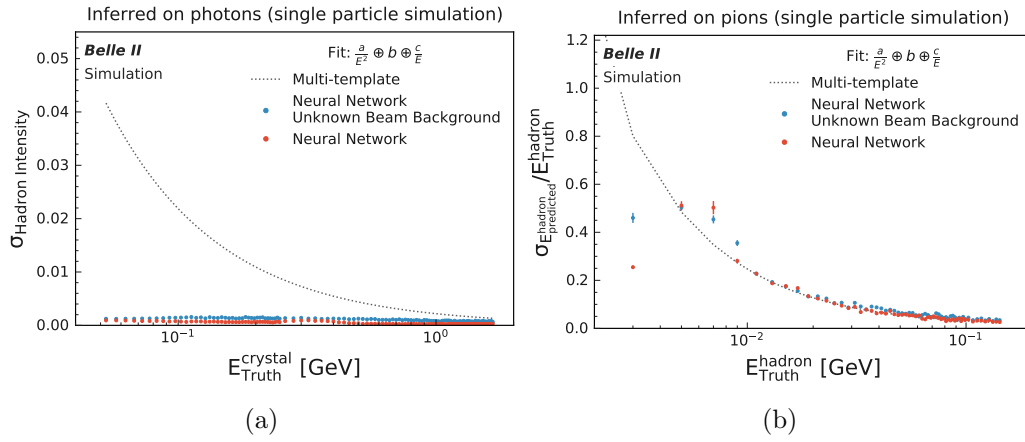 Inferred on photons (single particle simulation)
Belle II
Simulation
Fit: a/E² ⊕ b ⊕ c/E
Multi-template
Neural Network
Unknown Beam Background
Neural Network
σHadron Intensity
0.05
0.04
0.03
0.02
0.01
0.00
10⁻¹ 10⁰
E^crystal_Truth [GeV]
(a)
Inferred on pions (single particle simulation)
Belle II
Simulation
Fit: a/E² ⊕ b ⊕ c/E
Multi-template
Neural Network
Unknown Beam Background
Neural Network
σ_E^hadron_predicted/E^hadron_Truth
1.2
1.0
0.8
0.6
0.4
0.2
0.0
10⁻² 10⁻¹
E^hadron_Truth [GeV]
(b)